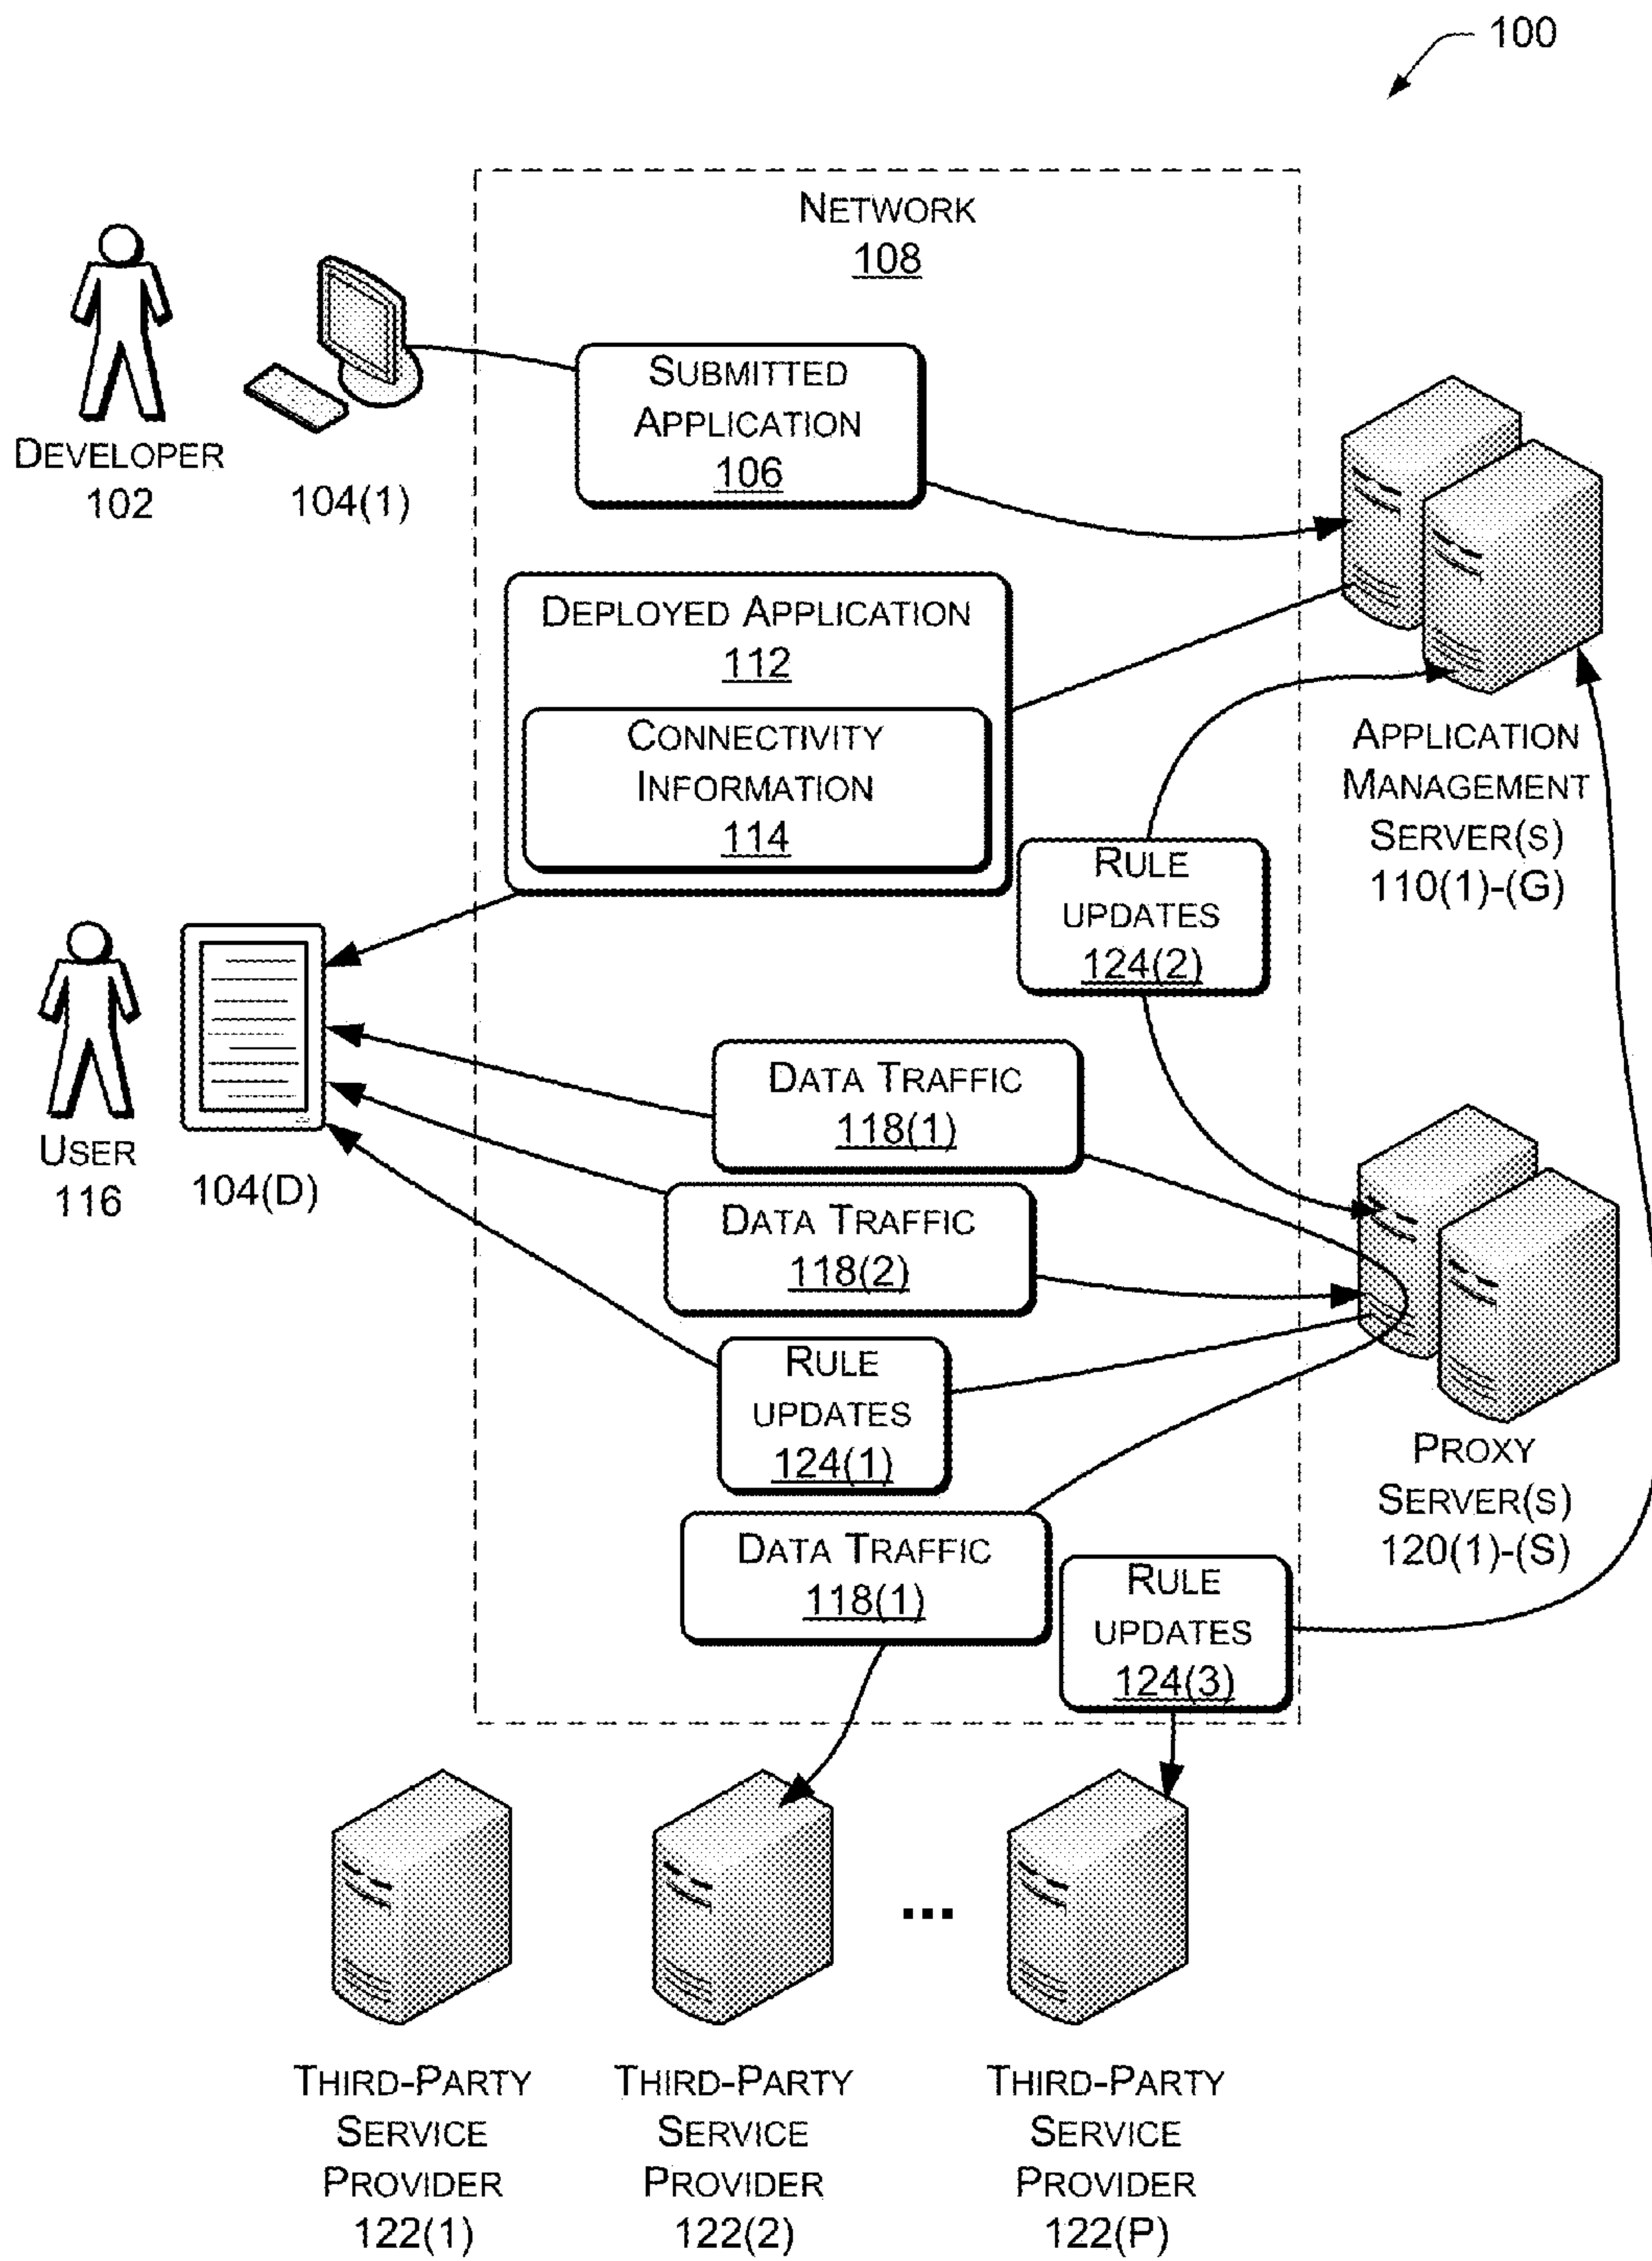 100
NETWORK
108
DEVELOPER
102
104(1)
SUBMITTED
APPLICATION
106
DEPLOYED APPLICATION
112
CONNECTIVITY
INFORMATION
114
APPLICATION
MANAGEMENT
SERVER(S)
110(1)-(G)
RULE
UPDATES
124(2)
USER
116
104(D)
DATA TRAFFIC
118(1)
DATA TRAFFIC
118(2)
RULE
UPDATES
124(1)
PROXY
SERVER(S)
120(1)-(S)
DATA TRAFFIC
118(1)
RULE
UPDATES
124(3)
...
THIRD-PARTY
SERVICE
PROVIDER
122(1)
THIRD-PARTY
SERVICE
PROVIDER
122(2)
THIRD-PARTY
SERVICE
PROVIDER
122(P)